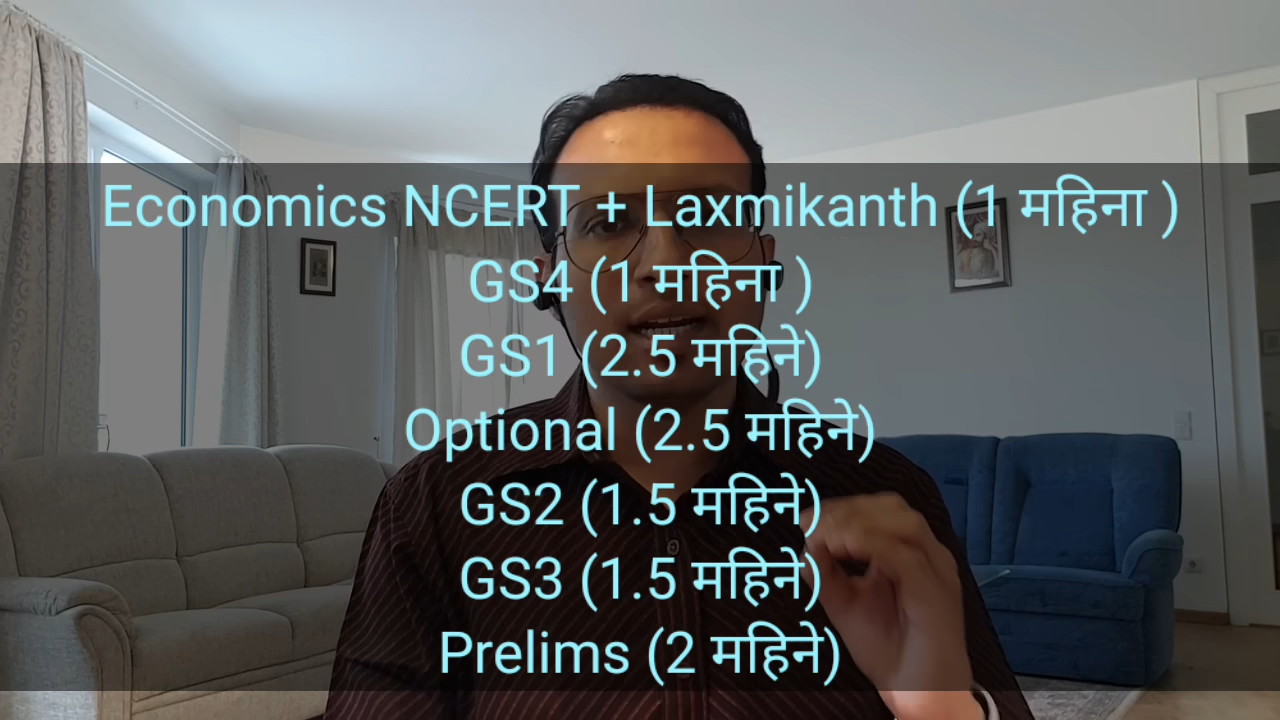 Economics NCERT + Laxmikanth (1 महिना )
GS4 (1 महिना )
GS1 (2.5 महिने)
Optional (2.5 महिने)
GS2 (1.5 महिने)
GS3 (1.5 महिने)
Prelims (2 महिने)